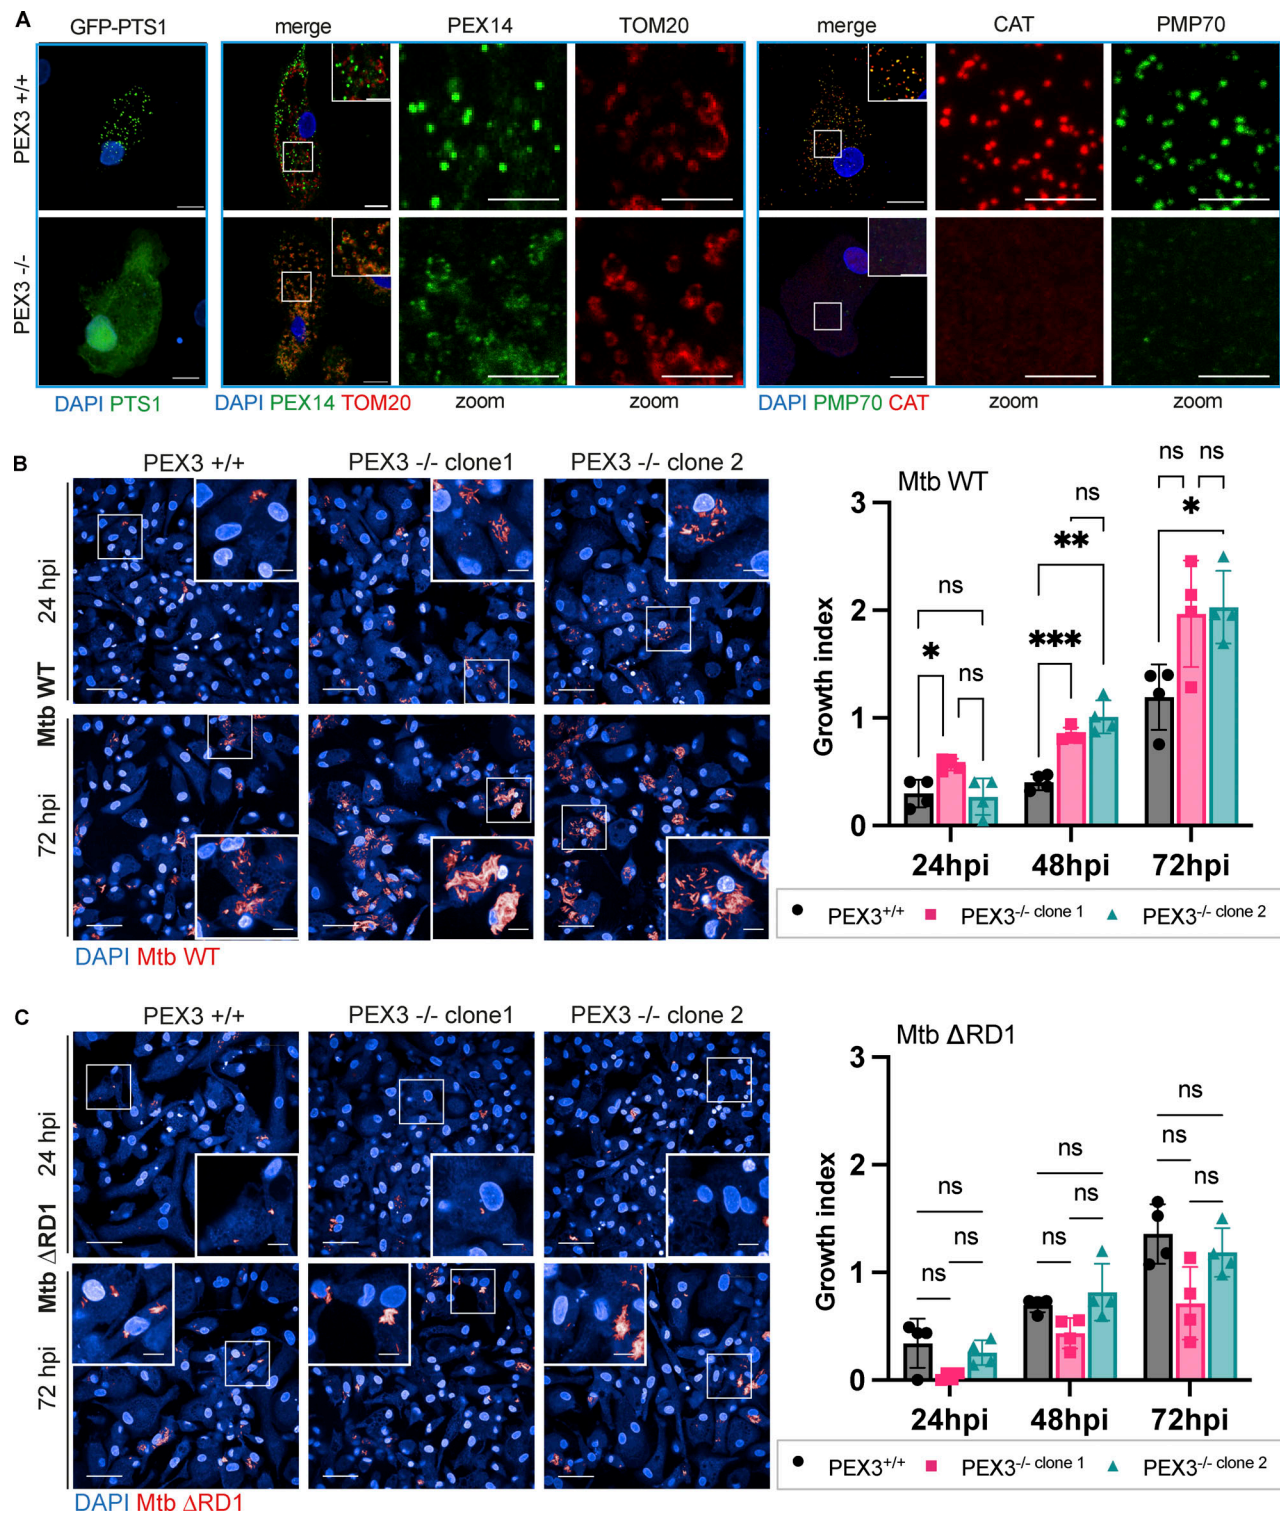 A
GFP-PTS1 merge PEX14 TOM20 merge CAT PMP70
PEX3 +/+
PEX3 -/-
DAPI PTS1 DAPI PEX14 TOM20 zoom zoom DAPI PMP70 CAT zoom zoom
B
PEX3 +/+ PEX3 -/- clone1 PEX3 -/- clone 2
Mtb WT
24 hpi
72 hpi
DAPI Mtb WT
Mtb WT
Growth index
3
2
1
0
* ns ns
*** ** ns
ns ns *
24hpi 48hpi 72hpi
PEX3+/+ PEX3-/- clone 1 PEX3-/- clone 2
C
PEX3 +/+ PEX3 -/- clone1 PEX3 -/- clone 2
Mtb ΔRD1
24 hpi
72 hpi
DAPI Mtb ΔRD1
Mtb ΔRD1
Growth index
3
2
1
0
ns ns ns
ns ns ns
ns ns ns
24hpi 48hpi 72hpi
PEX3+/+ PEX3-/- clone 1 PEX3-/- clone 2